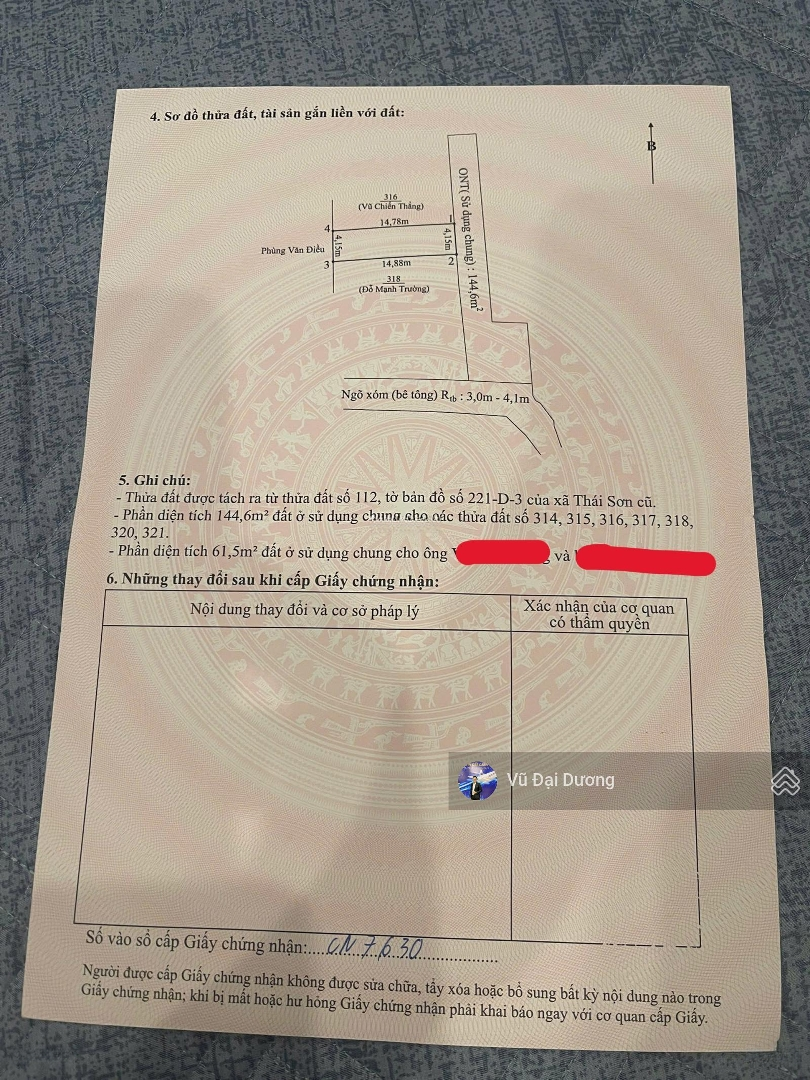 4. Sơ đồ thửa đất, tài sản gắn liền với đất:
B
316
(Vũ Chiến Thắng)
14,78m
1
4
4,15m
4,15m
Phùng Văn Điều
3
14,88m
2
318
(Đỗ Mạnh Trường)
ONT( Sử dụng chung) : 144,6m²
Ngõ xóm (bê tông) Rtb : 3,0m - 4,1m
5. Ghi chú:
- Thửa đất được tách ra từ thửa đất số 112, tờ bản đồ số 221-D-3 của xã Thái Sơn cũ.
- Phần diện tích 144,6m² đất ở sử dụng chung cho các thửa đất số 314, 315, 316, 317, 318,
320, 321.
- Phần diện tích 61,5m² đất ở sử dụng chung cho ông và
6. Những thay đổi sau khi cấp Giấy chứng nhận:
Nội dung thay đổi và cơ sở pháp lý
Xác nhận của cơ quan
có thẩm quyền
Vũ Đại Dương
Số vào sổ cấp Giấy chứng nhận:....CN 7630..................
Người được cấp Giấy chứng nhận không được sửa chữa, tẩy xóa hoặc bổ sung bất kỳ nội dung nào trong
Giấy chứng nhận; khi bị mất hoặc hư hỏng Giấy chứng nhận phải khai báo ngay với cơ quan cấp Giấy.